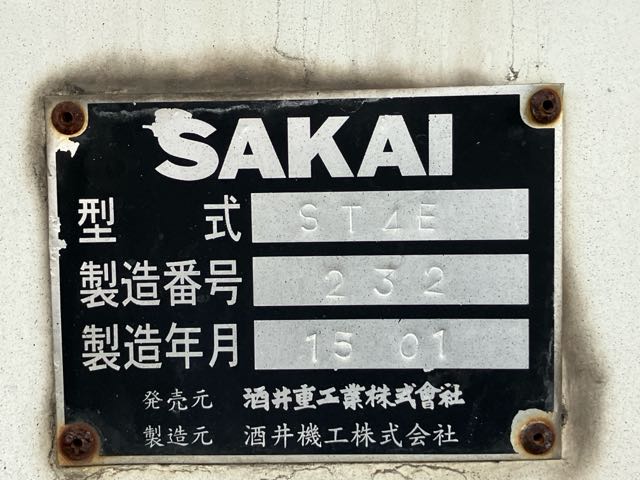 SAKAI
型式 ST4E
製造番号 232
製造年月 15 01
発売元 酒井重工業株式會社
製造元 酒井機工株式会社